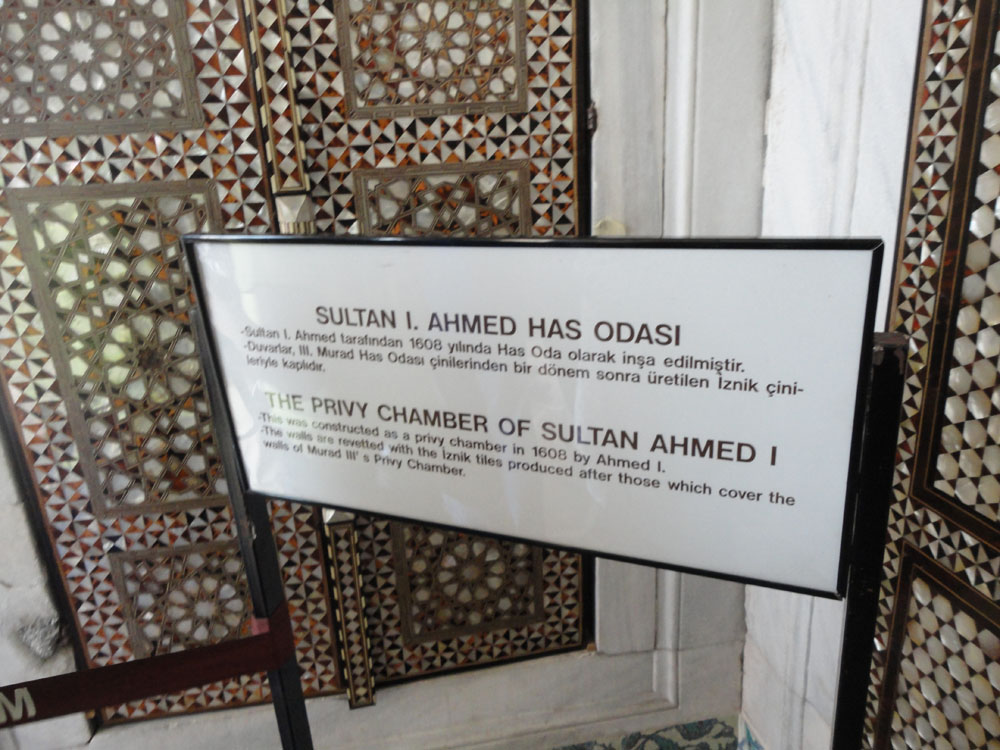 SULTAN I. AHMED HAS ODASI
-Sultan I. Ahmed tarafından 1608 yılında Has Oda olarak inşa edilmiştir.
-Duvarlar, III. Murad Has Odası çinilerinden bir dönem sonra üretilen İznik çini-
leriyle kaplıdır.
THE PRIVY CHAMBER OF SULTAN AHMED I
-This was constructed as a privy chamber in 1608 by Ahmed I.
-The walls are revetted with the İznik tiles produced after those which cover the
walls of Murad III' s Privy Chamber.
M